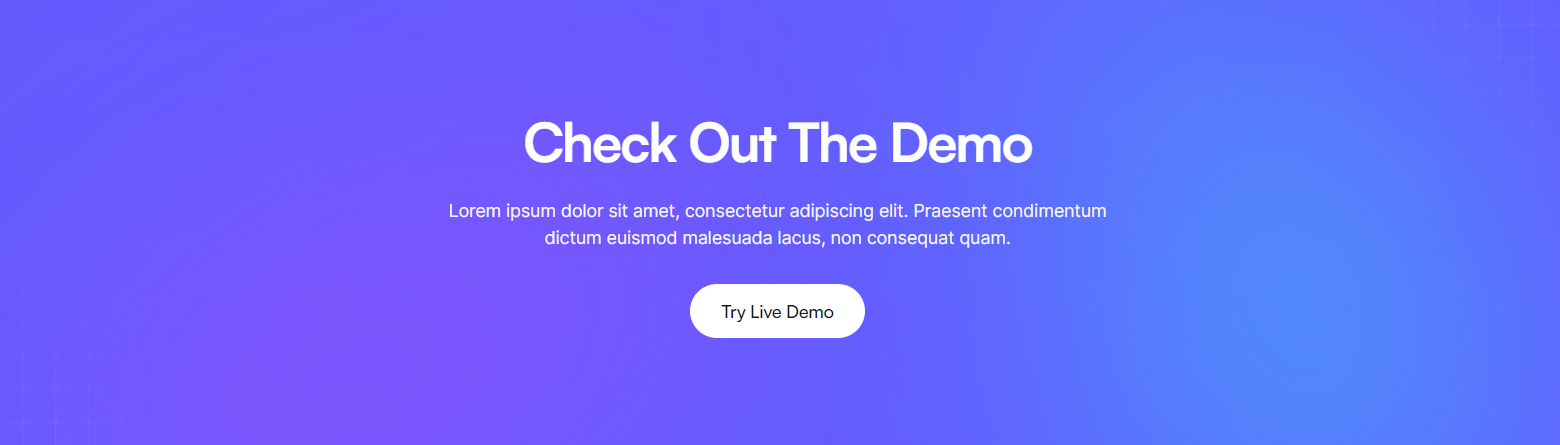 Check Out The Demo
Lorem ipsum dolor sit amet, consectetur adipiscing elit. Praesent condimentum
dictum euismod malesuada lacus, non consequat quam.
Try Live Demo